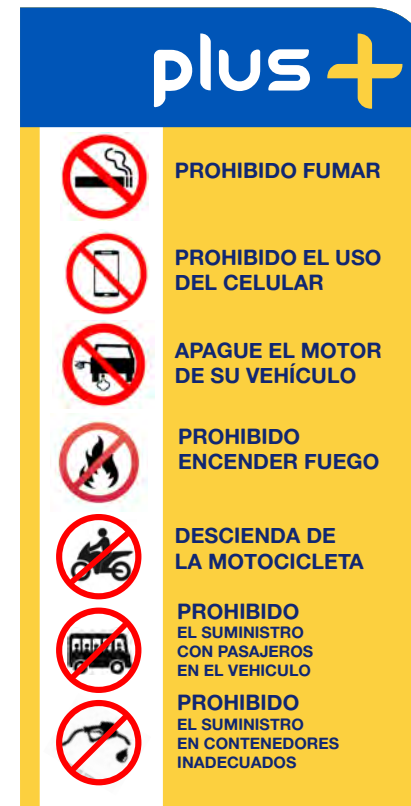 plus+
PROHIBIDO FUMAR
PROHIBIDO EL USO
DEL CELULAR
APAGUE EL MOTOR
DE SU VEHÍCULO
PROHIBIDO
ENCENDER FUEGO
DESCIENDA DE
LA MOTOCICLETA
PROHIBIDO
EL SUMINISTRO
CON PASAJEROS
EN EL VEHICULO
PROHIBIDO
EL SUMINISTRO
EN CONTENEDORES
INADECUADOS